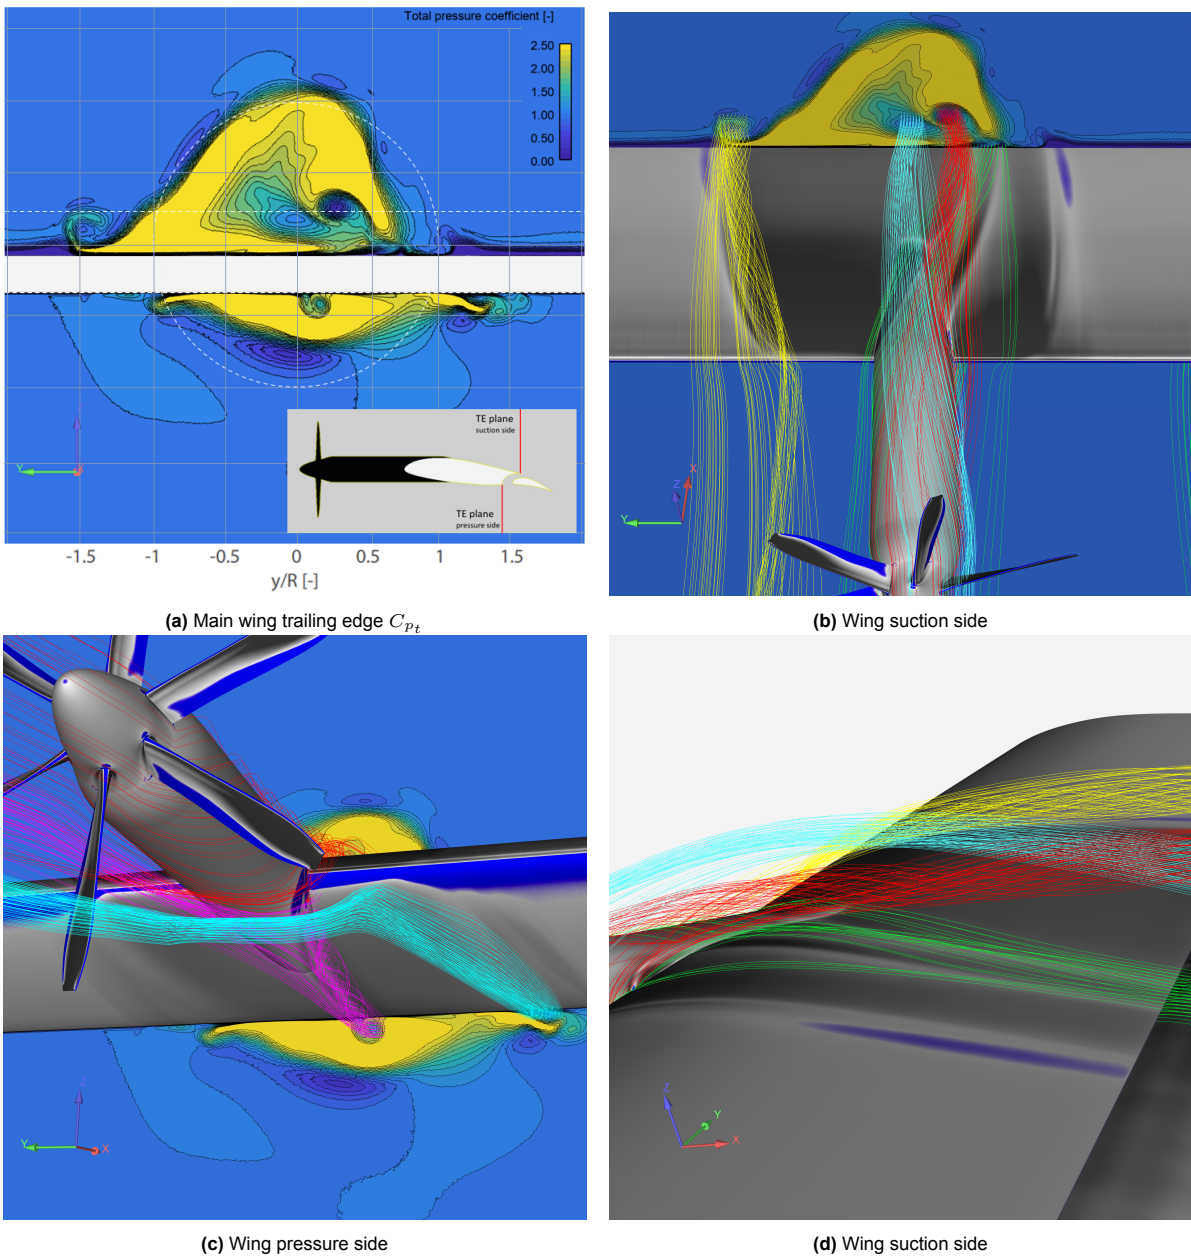 Total pressure coefficient [-]
2.50
2.00
1.50
1.00
0.50
0.00
Y
X
TE plane
suction side
TE plane
pressure side
-1.5 -1 -0.5 0 0.5 1 1.5
y/R [-]
(a) Main wing trailing edge Cpt
X
Z
Y
(b) Wing suction side
Z
Y
X
(c) Wing pressure side
Z
Y
X
(d) Wing suction side